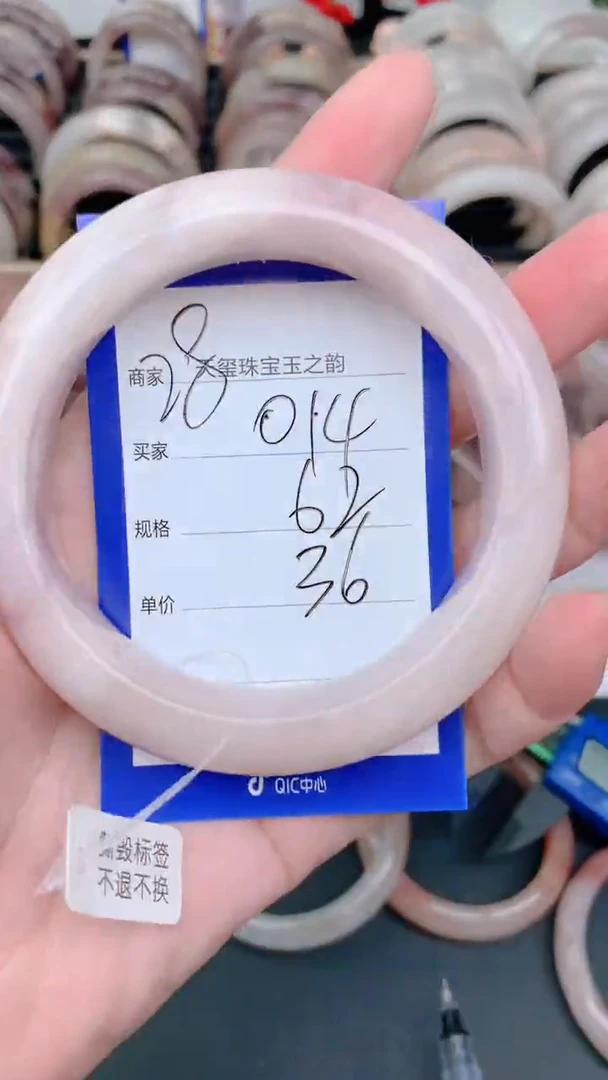 28
商家 天玺珠宝玉之韵
买家 014
规格 62
单价 36
QIC中心
毁标签
不退不换